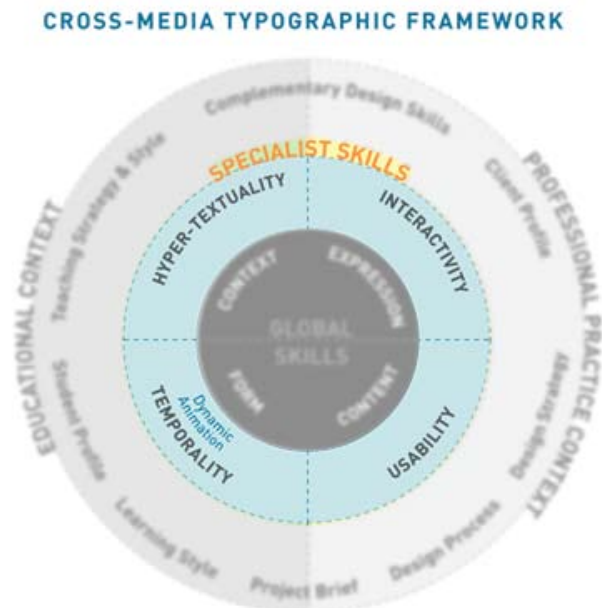 CROSS-MEDIA TYPOGRAPHIC FRAMEWORK
Complementary Design Skills
SPECIALIST SKILLS
Teaching Strategy & Style
Client Profile
EDUCATIONAL CONTEXT
PROFESSIONAL PRACTICE CONTEXT
HYPER-TEXTUALITY
INTERACTIVITY
CONTEXT
EXPRESSION
GLOBAL
SKILLS
FORM
CONTENT
Dynamic
Animation
TEMPORALITY
USABILITY
Student Profile
Design Strategy
Learning Style
Design Process
Project Brief